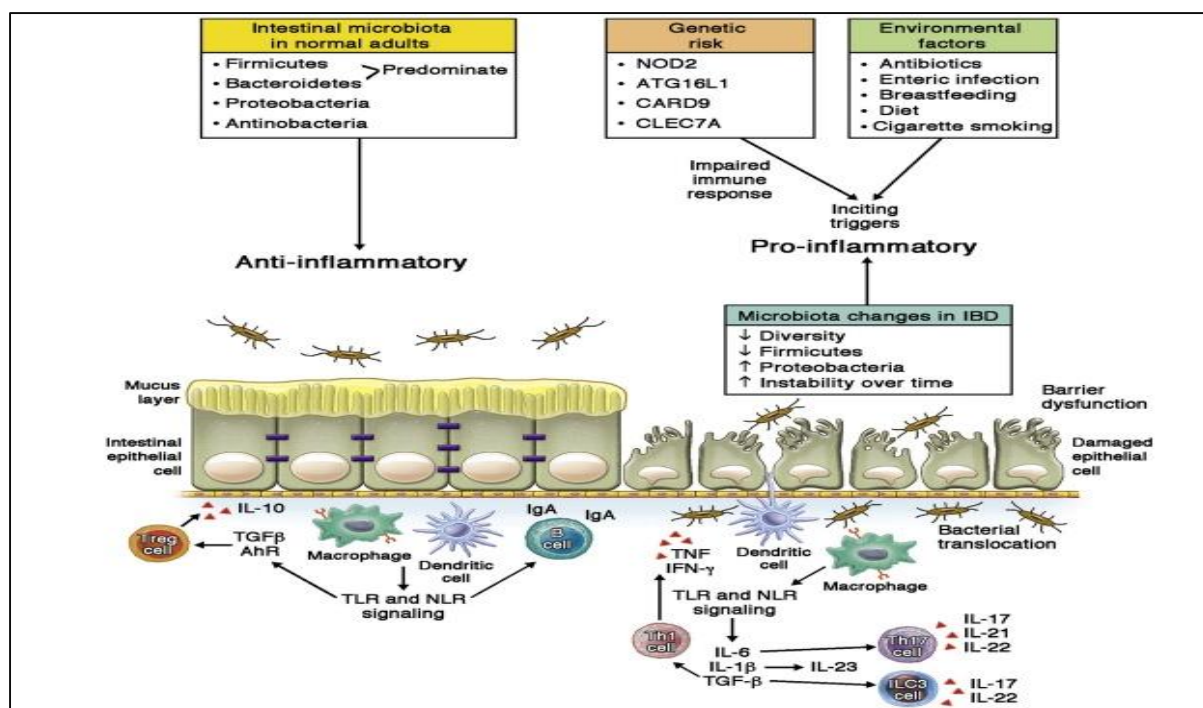 Intestinal microbiota
in normal adults
• Firmicutes
• Bacteroidetes
Predominate
• Proteobacteria
• Antinobacteria
Genetic
risk
• NOD2
• ATG16L1
• CARD9
• CLEC7A
Environmental
factors
• Antibiotics
• Enteric infection
• Breastfeeding
• Diet
• Cigarette smoking
Impaired
immune
response
Inciting
triggers
Anti-inflammatory
Pro-inflammatory
Microbiota changes in IBD
↓ Diversity
↓ Firmicutes
↑ Proteobacteria
↑ Instability over time
Mucus
layer
Intestinal
epithelial
cell
Barrier
dysfunction
Damaged
epithelial
cell
IL-10
Treg
cell
TGFβ
AhR
Macrophage
Dendritic
cell
IgA
IgA
B
cell
TLR and NLR
signaling
TNF
IFN-γ
Dendritic
cell
Macrophage
Bacterial
translocation
TLR and NLR
signaling
Th1
cell
IL-6
IL-1β
IL-23
TGF-β
Th17
cell
IL-17
IL-21
IL-22
ILC3
cell
IL-17
IL-22